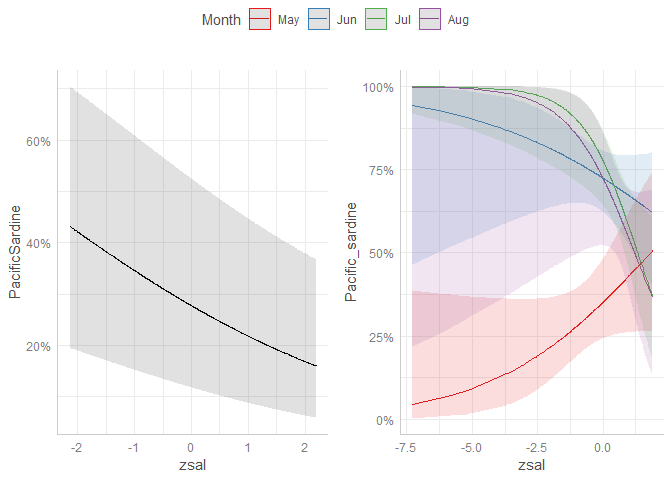 Month May Jun Jul Aug
PacificSardine
60%
40%
20%
-2 -1 0 1 2
zsal
Pacific_sardine
100%
75%
50%
25%
0%
-7.5 -5.0 -2.5 0.0
zsal